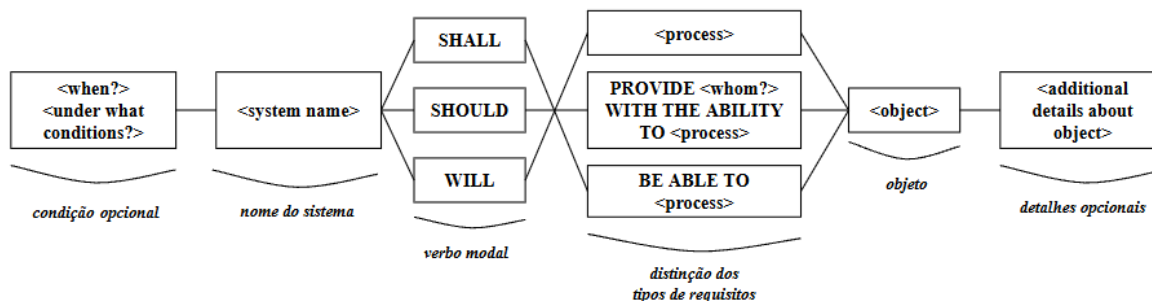 <when?>
<under what
conditions?>
<system name>
SHALL
SHOULD
WILL
<process>
PROVIDE <whom?>
WITH THE ABILITY
TO <process>
BE ABLE TO
<process>
<object>
<additional
details about
object>
condição opcional
nome do sistema
verbo modal
distinção dos
tipos de requisitos
objeto
detalhes opcionais